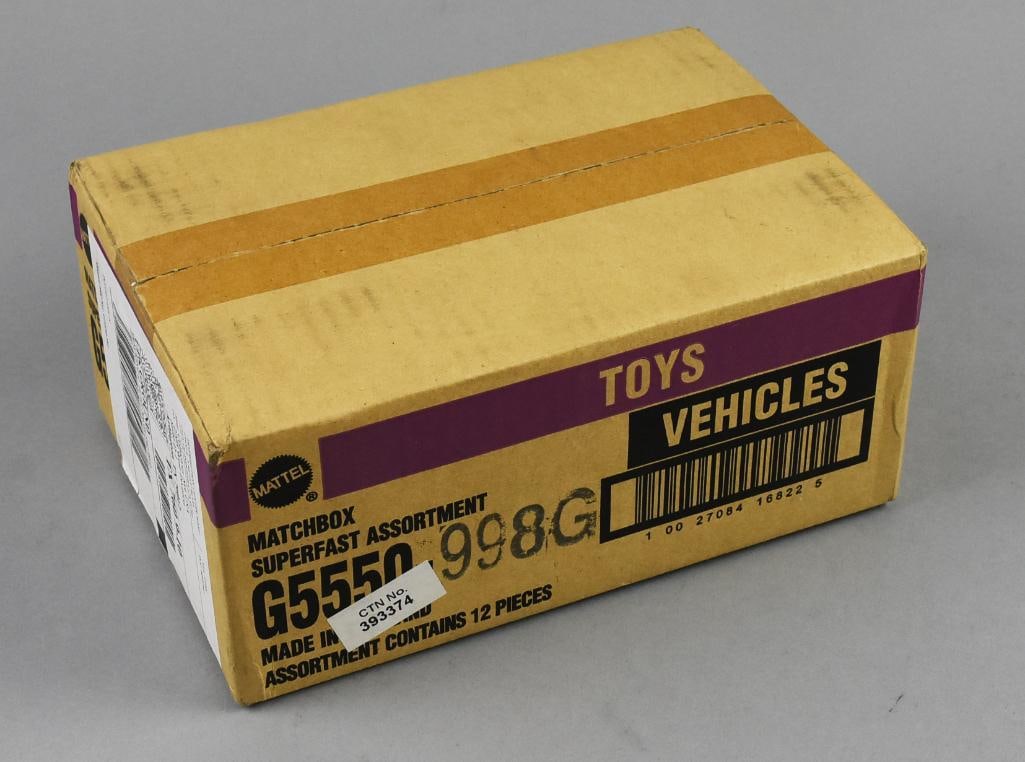 TOYS
VEHICLES
MATTEL
®
MATCHBOX
SUPERFAST ASSORTMENT
G5550 998G
1 00 27084 16822 5
CTN No.
393374
MADE IN
ASSORTMENT CONTAINS 12 PIECES